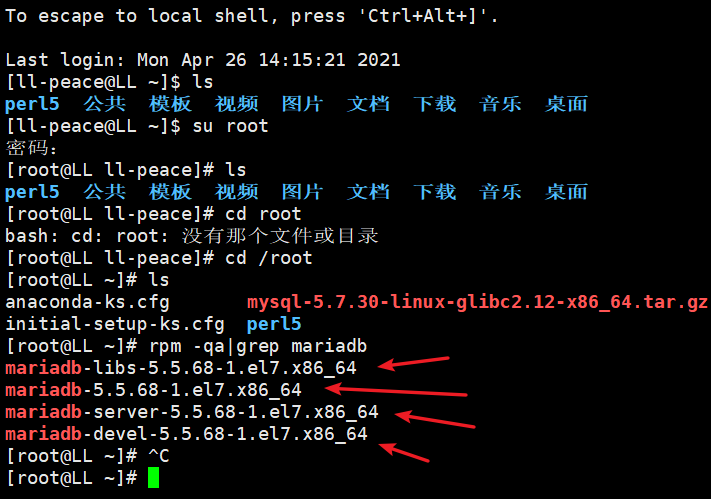 To escape to local shell, press 'Ctrl+Alt+]'.
Last login: Mon Apr 26 14:15:21 2021
[ll-peace@LL ~]$ ls
perl5 公共 模板 视频 图片 文档 下载 音乐 桌面
[ll-peace@LL ~]$ su root
密码：
[root@LL ll-peace]# ls
perl5 公共 模板 视频 图片 文档 下载 音乐 桌面
[root@LL ll-peace]# cd root
bash: cd: root: 没有那个文件或目录
[root@LL ll-peace]# cd /root
[root@LL ~]# ls
anaconda-ks.cfg mysql-5.7.30-linux-glibc2.12-x86_64.tar.gz
initial-setup-ks.cfg perl5
[root@LL ~]# rpm -qa|grep mariadb
mariadb-libs-5.5.68-1.el7.x86_64
mariadb-5.5.68-1.el7.x86_64
mariadb-server-5.5.68-1.el7.x86_64
mariadb-devel-5.5.68-1.el7.x86_64
[root@LL ~]# ^C
[root@LL ~]#